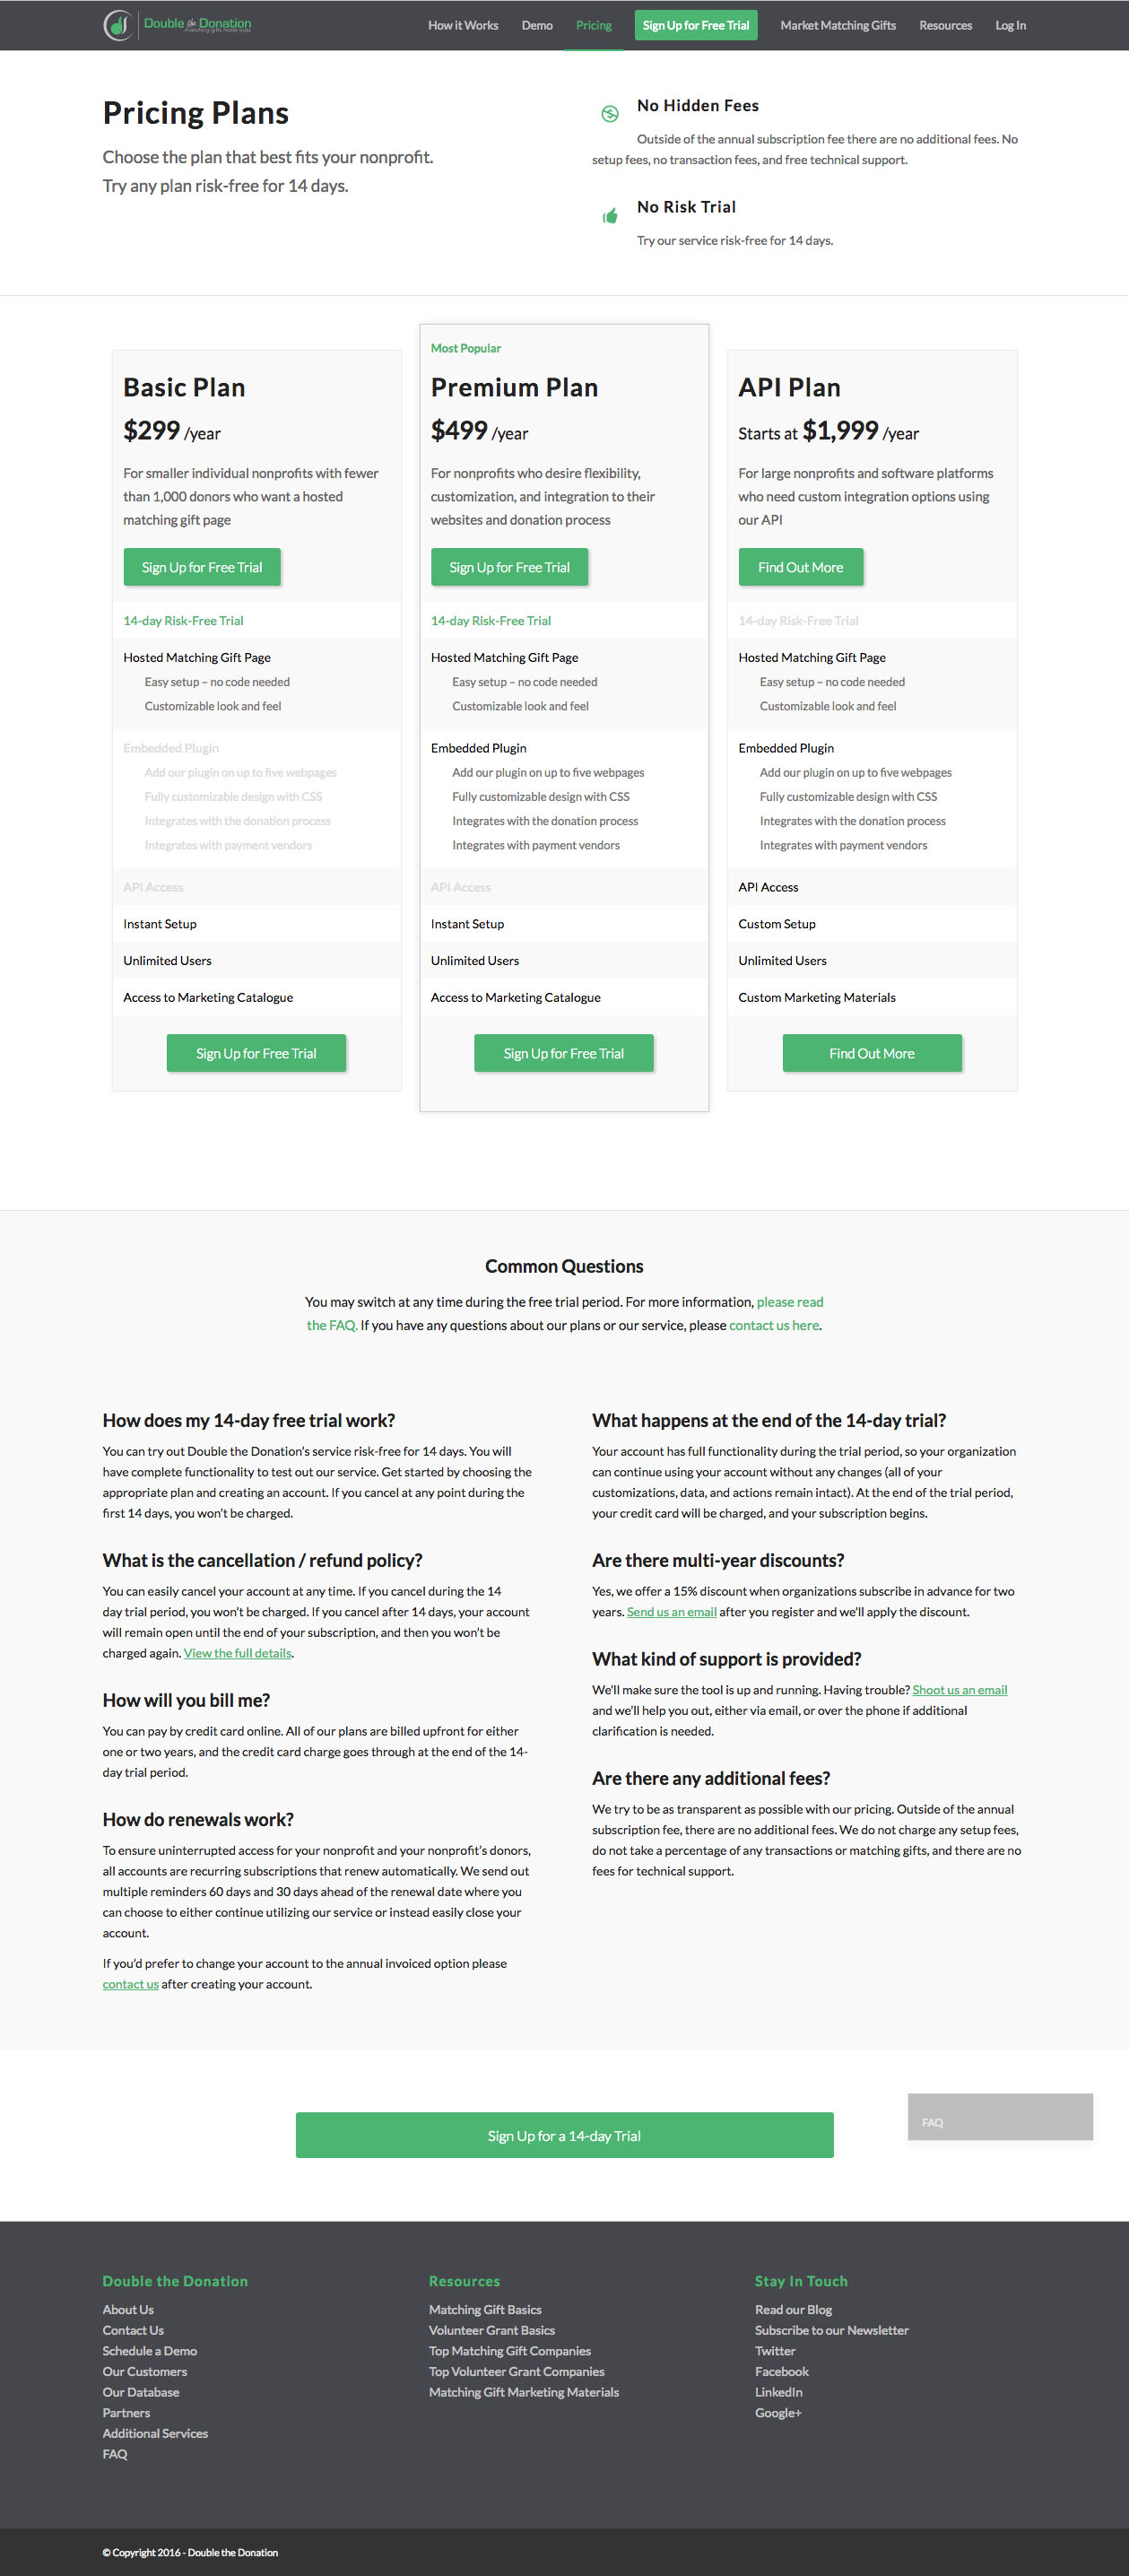 Double the Donation
matching gifts made easy
How it Works
Demo
Pricing
Sign Up for Free Trial
Market Matching Gifts
Resources
Log In
Pricing Plans
Choose the plan that best fits your nonprofit.
Try any plan risk-free for 14 days.
No Hidden Fees
Outside of the annual subscription fee there are no additional fees. No
setup fees, no transaction fees, and free technical support.
No Risk Trial
Try our service risk-free for 14 days.
Basic Plan
$299 /year
For smaller individual nonprofits with fewer
than 1,000 donors who want a hosted
matching gift page
Sign Up for Free Trial
14-day Risk-Free Trial
Hosted Matching Gift Page
Easy setup – no code needed
Customizable look and feel
Embedded Plugin
Add our plugin on up to five webpages
Fully customizable design with CSS
Integrates with the donation process
Integrates with payment vendors
API Access
Instant Setup
Unlimited Users
Access to Marketing Catalogue
Sign Up for Free Trial
Most Popular
Premium Plan
$499 /year
For nonprofits who desire flexibility,
customization, and integration to their
websites and donation process
Sign Up for Free Trial
14-day Risk-Free Trial
Hosted Matching Gift Page
Easy setup – no code needed
Customizable look and feel
Embedded Plugin
Add our plugin on up to five webpages
Fully customizable design with CSS
Integrates with the donation process
Integrates with payment vendors
API Access
Instant Setup
Unlimited Users
Access to Marketing Catalogue
Sign Up for Free Trial
API Plan
Starts at $1,999 /year
For large nonprofits and software platforms
who need custom integration options using
our API
Find Out More
14-day Risk-Free Trial
Hosted Matching Gift Page
Easy setup – no code needed
Customizable look and feel
Embedded Plugin
Add our plugin on up to five webpages
Fully customizable design with CSS
Integrates with the donation process
Integrates with payment vendors
API Access
Custom Setup
Unlimited Users
Custom Marketing Materials
Find Out More
Common Questions
You may switch at any time during the free trial period. For more information, please read
the FAQ. If you have any questions about our plans or our service, please contact us here.
How does my 14-day free trial work?
You can try out Double the Donation's service risk-free for 14 days. You will
have complete functionality to test out our service. Get started by choosing the
appropriate plan and creating an account. If you cancel at any point during the
first 14 days, you won't be charged.
What is the cancellation / refund policy?
You can easily cancel your account at any time. If you cancel during the 14
day trial period, you won't be charged. If you cancel after 14 days, your account
will remain open until the end of your subscription, and then you won't be
charged again. View the full details.
How will you bill me?
You can pay by credit card online. All of our plans are billed upfront for either
one or two years, and the credit card charge goes through at the end of the 14-
day trial period.
How do renewals work?
To ensure uninterrupted access for your nonprofit and your nonprofit's donors,
all accounts are recurring subscriptions that renew automatically. We send out
multiple reminders 60 days and 30 days ahead of the renewal date where you
can choose to either continue utilizing our service or instead easily close your
account.
If you'd prefer to change your account to the annual invoiced option please
contact us after creating your account.
What happens at the end of the 14-day trial?
Your account has full functionality during the trial period, so your organization
can continue using your account without any changes (all of your
customizations, data, and actions remain intact). At the end of the trial period,
your credit card will be charged, and your subscription begins.
Are there multi-year discounts?
Yes, we offer a 15% discount when organizations subscribe in advance for two
years. Send us an email after you register and we'll apply the discount.
What kind of support is provided?
We'll make sure the tool is up and running. Having trouble? Shoot us an email
and we'll help you out, either via email, or over the phone if additional
clarification is needed.
Are there any additional fees?
We try to be as transparent as possible with our pricing. Outside of the annual
subscription fee, there are no additional fees. We do not charge any setup fees,
do not take a percentage of any transactions or matching gifts, and there are no
fees for technical support.
Sign Up for a 14-day Trial
FAQ
Double the Donation
About Us
Contact Us
Schedule a Demo
Our Customers
Our Database
Partners
Additional Services
FAQ
Resources
Matching Gift Basics
Volunteer Grant Basics
Top Matching Gift Companies
Top Volunteer Grant Companies
Matching Gift Marketing Materials
Stay In Touch
Read our Blog
Subscribe to our Newsletter
Twitter
Facebook
LinkedIn
Google+
© Copyright 2016 - Double the Donation